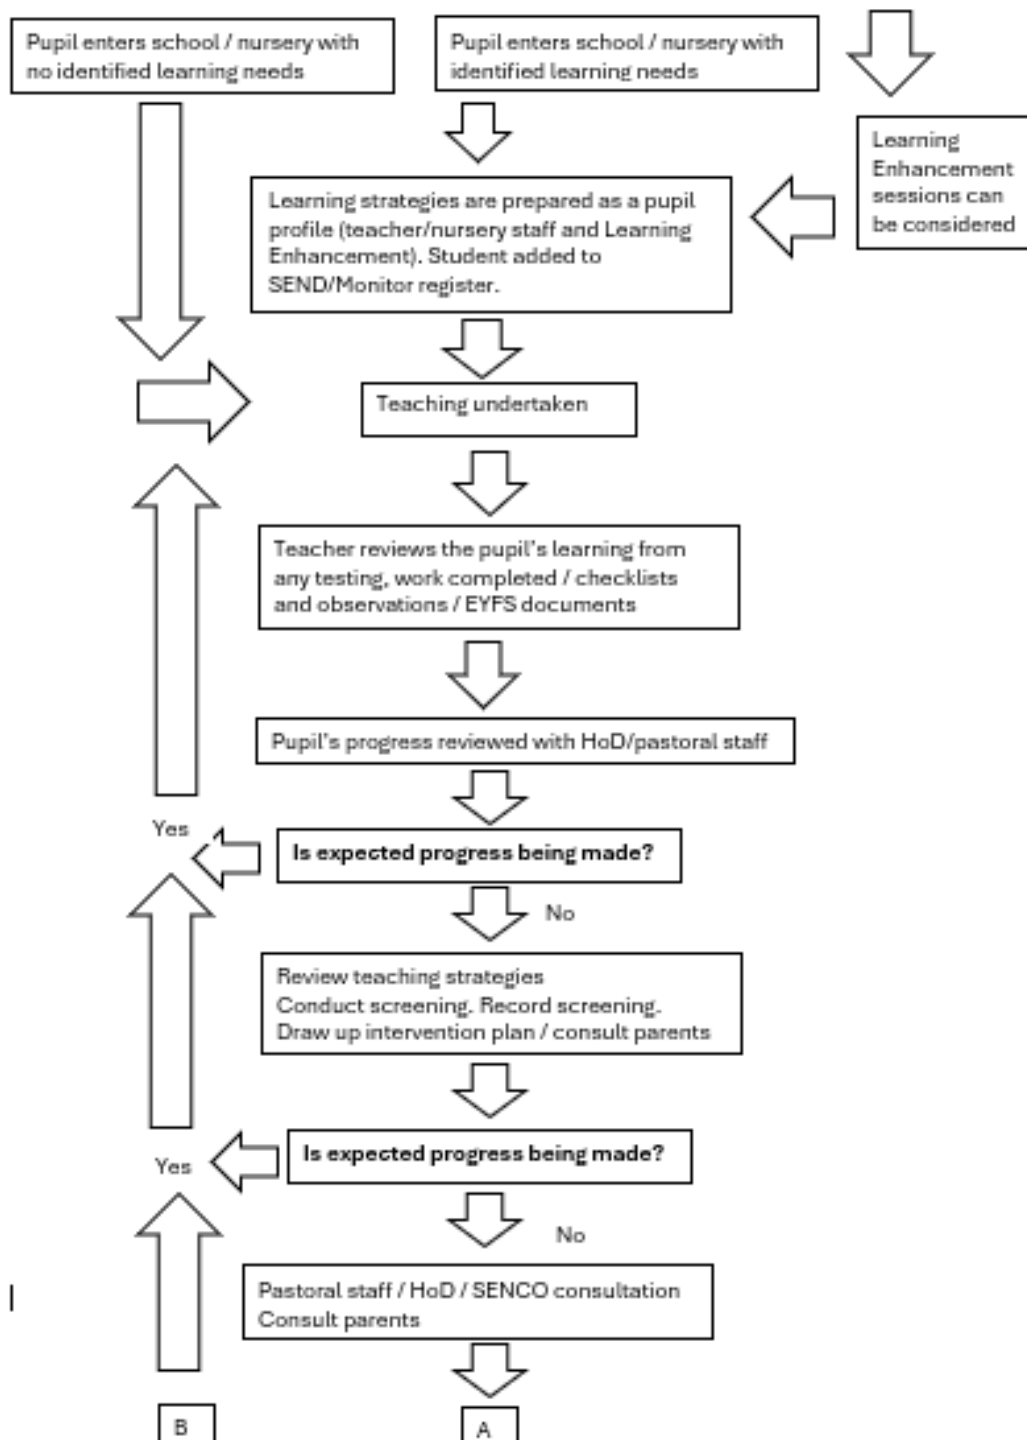 Pupil enters school / nursery with
no identified learning needs
Pupil enters school / nursery with
identified learning needs
Learning
Enhancement
sessions can
be considered
Learning strategies are prepared as a pupil
profile (teacher/nursery staff and Learning
Enhancement). Student added to
SEND/Monitor register.
Teaching undertaken
Teacher reviews the pupil's learning from
any testing, work completed / checklists
and observations / EYFS documents
Pupil's progress reviewed with HoD/pastoral staff
Yes
Is expected progress being made?
No
Review teaching strategies
Conduct screening. Record screening.
Draw up intervention plan / consult parents
Yes
Is expected progress being made?
No
Pastoral staff / HoD / SENCO consultation
Consult parents
B
A